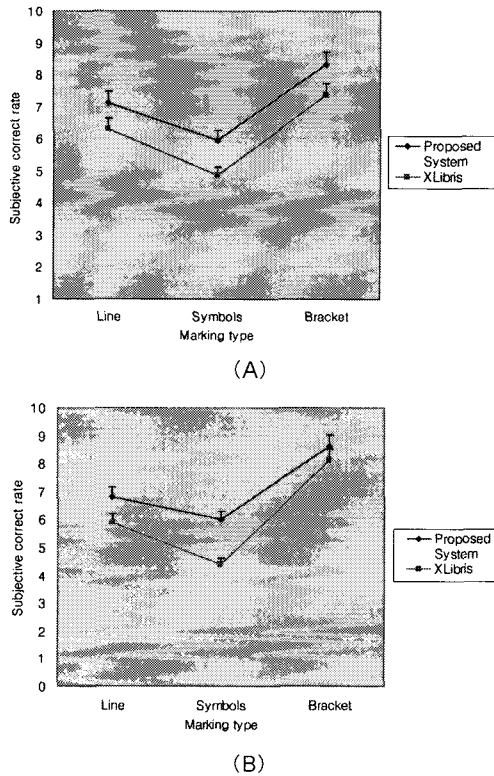 10
9
8
7
6
5
4
3
2
1
Subjective correct rate
Line
Symbols
Bracket
Marking type
Proposed
System
XLibris
(A)
10
9
8
7
6
5
4
3
2
1
0
Subjective correct rate
Line
Symbols
Bracket
Marking type
Proposed
System
XLibris
(B)